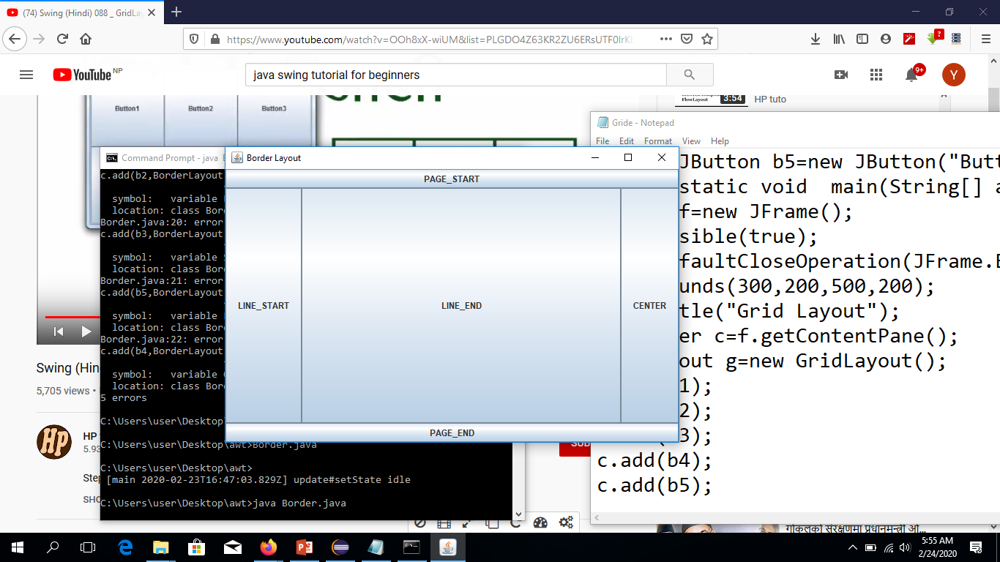 (74) Swing (Hindi) 088 _ GridLa
https://www.youtube.com/watch?v=OOh8xX-wiUM&list=PLGDO4Z63KR2ZU6ERsUTF0lrK
YouTube NP
java swing tutorial for beginners
9+
Y
Button1 Button2 Button3
3:54
FlowLayout
HP tuto
Gride - Notepad
File Edit Format View Help
JButton b5=new JButton("Butt
static void  main(String[] a
f=new JFrame();
sible(true);
faultCloseOperation(JFrame.E
unds(300,200,500,200);
tle("Grid Layout");
er c=f.getContentPane();
out g=new GridLayout();
1);
2);
3);
c.add(b4);
c.add(b5);
Command Prompt - java
c.add(b2,BorderLayout
symbol:   variable
location: class Bor
Border.java:20: error
c.add(b3,BorderLayout
symbol:   variable
location: class Bor
Border.java:21: error
c.add(b5,BorderLayout
symbol:   variable
location: class Bor
Border.java:22: error
c.add(b4,BorderLayout
symbol:   variable
location: class Bor
5 errors
C:\Users\user\Desktop\
C:\Users\user\Desktop\awt>Border.java
C:\Users\user\Desktop\awt>
[main 2020-02-23T16:47:03.829Z] update#setState idle
C:\Users\user\Desktop\awt>java Border.java
Border Layout
PAGE_START
LINE_START
LINE_END
CENTER
PAGE_END
Swing (Hin
5,705 views •
HP
HP
5.93
Step
SHO
SUB
गोकुलको संरक्षणमा प्रधानमन्त्री ओ...
5:55 AM
2/24/2020